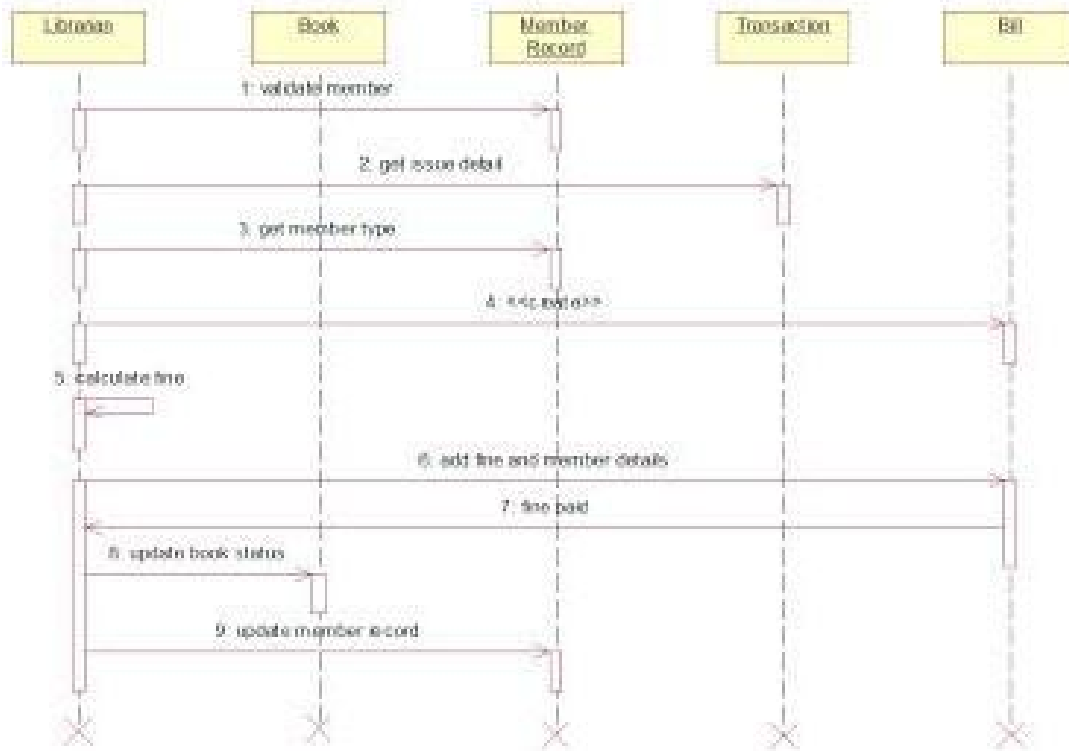 Librarian
Book
Member
Record
Transaction
Bill
1: validate member
2: get issue detail
3: get member type
4: <<create>>
5: calculate fine
6: add fine and member details
7: fine paid
8: update book status
9: update member record